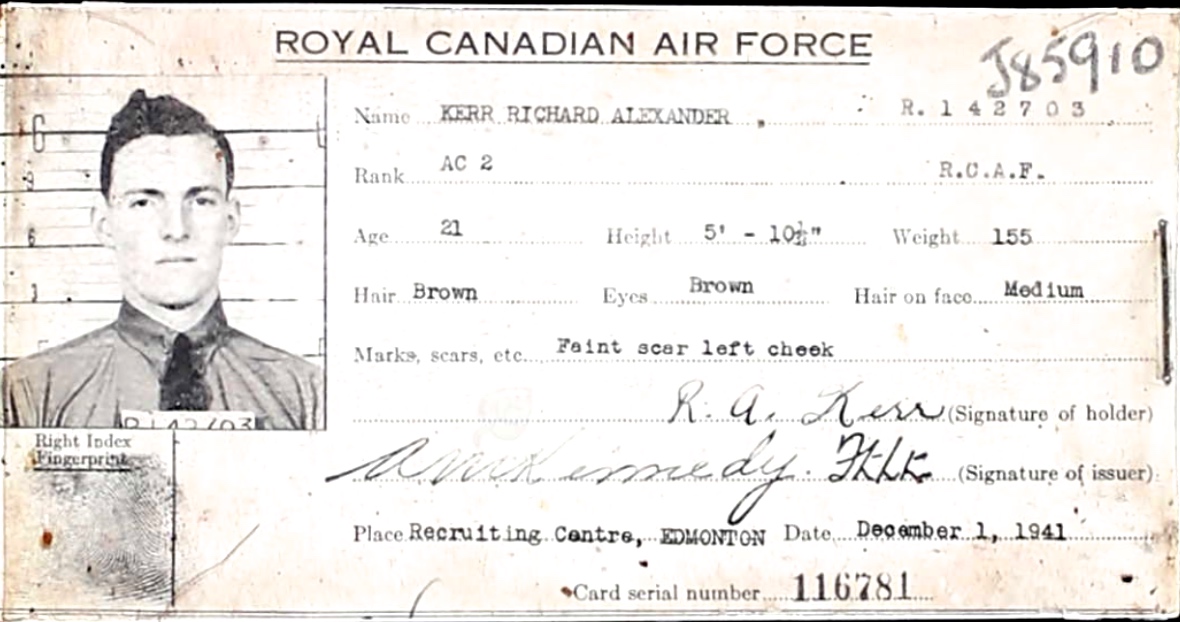 ROYAL CANADIAN AIR FORCE
J85910
Name KERR RICHARD ALEXANDER R.142703
Rank AC 2 R.C.A.F.
Age 21 Height 5' - 10½" Weight 155
Hair Brown Eyes Brown Hair on face Medium
Marks, scars, etc. Faint scar left cheek
R. A. Kerr (Signature of holder)
Kennedy (Signature of issuer)
Right Index
Fingerprint
Place Recruiting Centre, EDMONTON Date December 1, 1941
Card serial number 116781